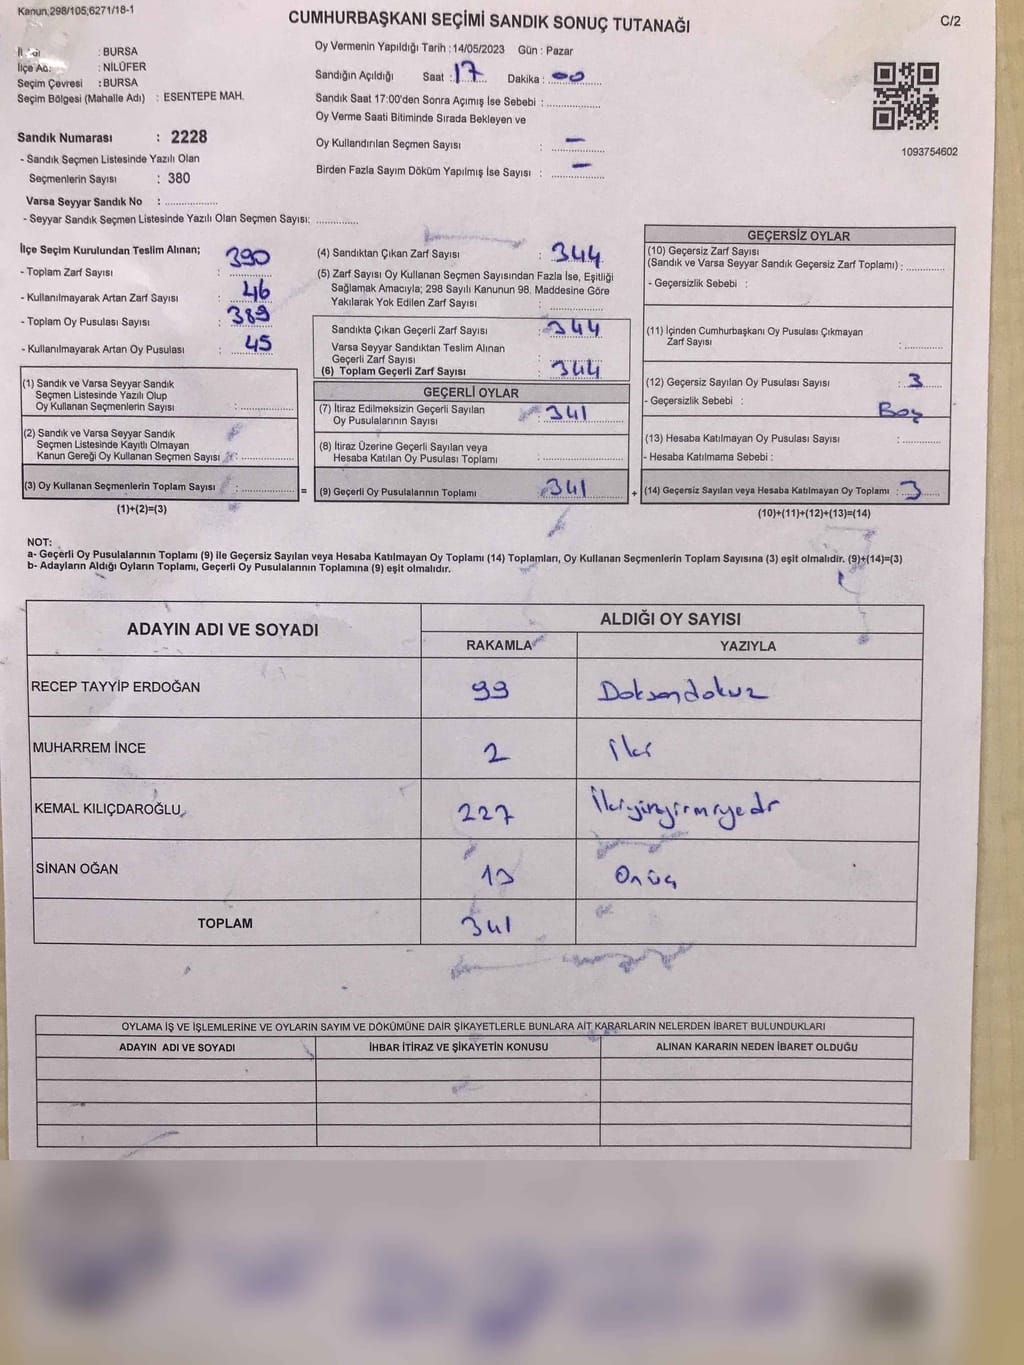 Kanun;298/105;6271/18-1
CUMHURBAŞKANI SEÇİMİ SANDIK SONUÇ TUTANAĞI
C/2
: BURSA
İlçe Adı : NİLÜFER
Seçim Çevresi : BURSA
Seçim Bölgesi (Mahalle Adı) : ESENTEPE MAH.
Sandık Numarası : 2228
- Sandık Seçmen Listesinde Yazılı Olan
Seçmenlerin Sayısı : 380
Varsa Seyyar Sandık No : ..................
- Seyyar Sandık Seçmen Listesinde Yazılı Olan Seçmen Sayısı: ..............
Oy Vermenin Yapıldığı Tarih : 14/05/2023 Gün : Pazar
Sandığın Açıldığı Saat : 17 Dakika : 00
Sandık Saat 17:00'den Sonra Açımış İse Sebebi : ..................
Oy Verme Saati Bitiminde Sırada Bekleyen ve
Oy Kullandırılan Seçmen Sayısı : —
Birden Fazla Sayım Döküm Yapılmış İse Sayısı : —
1093754602
İlçe Seçim Kurulundan Teslim Alınan;
- Toplam Zarf Sayısı : 390
- Kullanılmayarak Artan Zarf Sayısı : 46
- Toplam Oy Pusulası Sayısı : 389
- Kullanılmayarak Artan Oy Pusulası : 45
(1) Sandık ve Varsa Seyyar Sandık
Seçmen Listesinde Yazılı Olup
Oy Kullanan Seçmenlerin Sayısı : ..................
(2) Sandık ve Varsa Seyyar Sandık
Seçmen Listesinde Kayıtlı Olmayan
Kanun Gereği Oy Kullanan Seçmen Sayısı : ..................
(3) Oy Kullanan Seçmenlerin Toplam Sayısı : .................. =
(1)+(2)=(3)
(4) Sandıktan Çıkan Zarf Sayısı : 344
(5) Zarf Sayısı Oy Kullanan Seçmen Sayısından Fazla İse, Eşitliği
Sağlamak Amacıyla; 298 Sayılı Kanunun 98. Maddesine Göre
Yakılarak Yok Edilen Zarf Sayısı : ..................
Sandıkta Çıkan Geçerli Zarf Sayısı : 344
Varsa Seyyar Sandıktan Teslim Alınan
Geçerli Zarf Sayısı : ..................
(6) Toplam Geçerli Zarf Sayısı : 344
GEÇERLİ OYLAR
(7) İtiraz Edilmeksizin Geçerli Sayılan
Oy Pusulalarının Sayısı : 341
(8) İtiraz Üzerine Geçerli Sayılan veya
Hesaba Katılan Oy Pusulası Toplamı : ..................
(9) Geçerli Oy Pusulalarının Toplamı : 341 +
GEÇERSİZ OYLAR
(10) Geçersiz Zarf Sayısı
(Sandık ve Varsa Seyyar Sandık Geçersiz Zarf Toplamı) : ..............
- Geçersizlik Sebebi :
(11) İçinden Cumhurbaşkanı Oy Pusulası Çıkmayan
Zarf Sayısı : ..............
(12) Geçersiz Sayılan Oy Pusulası Sayısı : 3
- Geçersizlik Sebebi : Boş
(13) Hesaba Katılmayan Oy Pusulası Sayısı : ..............
- Hesaba Katılmama Sebebi :
(14) Geçersiz Sayılan veya Hesaba Katılmayan Oy Toplamı : 3
(10)+(11)+(12)+(13)=(14)
NOT:
a- Geçerli Oy Pusulalarının Toplamı (9) ile Geçersiz Sayılan veya Hesaba Katılmayan Oy Toplamı (14) Toplamları, Oy Kullanan Seçmenlerin Toplam Sayısına (3) eşit olmalıdır. (9)+(14)=(3)
b- Adayların Aldığı Oyların Toplamı, Geçerli Oy Pusulalarının Toplamına (9) eşit olmalıdır.
ADAYIN ADI VE SOYADI ALDIĞI OY SAYISI
RAKAMLA YAZIYLA
RECEP TAYYİP ERDOĞAN 99 Doksandokuz
MUHARREM İNCE 2 İki
KEMAL KILIÇDAROĞLU 227 İkiyüzyirmiyedi
SİNAN OĞAN 13 Onüç
TOPLAM 341
OYLAMA İŞ VE İŞLEMLERİNE VE OYLARIN SAYIM VE DÖKÜMÜNE DAİR ŞİKAYETLERLE BUNLARA AİT KARARLARIN NELERDEN İBARET BULUNDUKLARI
ADAYIN ADI VE SOYADI İHBAR İTİRAZ VE ŞİKAYETİN KONUSU ALINAN KARARIN NEDEN İBARET OLDUĞU